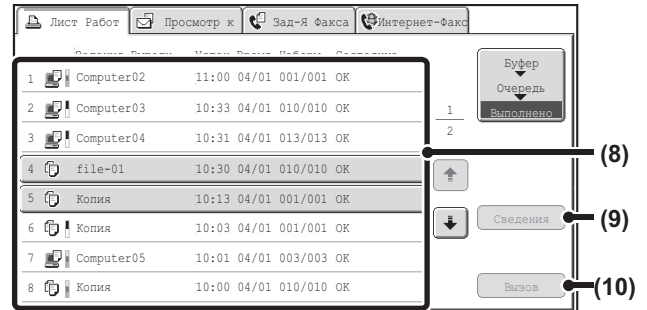 Лист Работ Просмотр к Зад-Я Факса Интернет-Факс
Буфер
Очередь
Выполнено
1 Computer02 11:00 04/01 001/001 OK
2 Computer03 10:33 04/01 010/010 OK
3 Computer04 10:31 04/01 013/013 OK
4 file-01 10:30 04/01 010/010 OK
5 Копия 10:13 04/01 001/001 OK
6 Копия 10:03 04/01 001/001 OK
7 Computer05 10:01 04/01 003/003 OK
8 Копия 10:00 04/01 010/010 OK
1
2
(8)
Сведения (9)
Вызов (10)